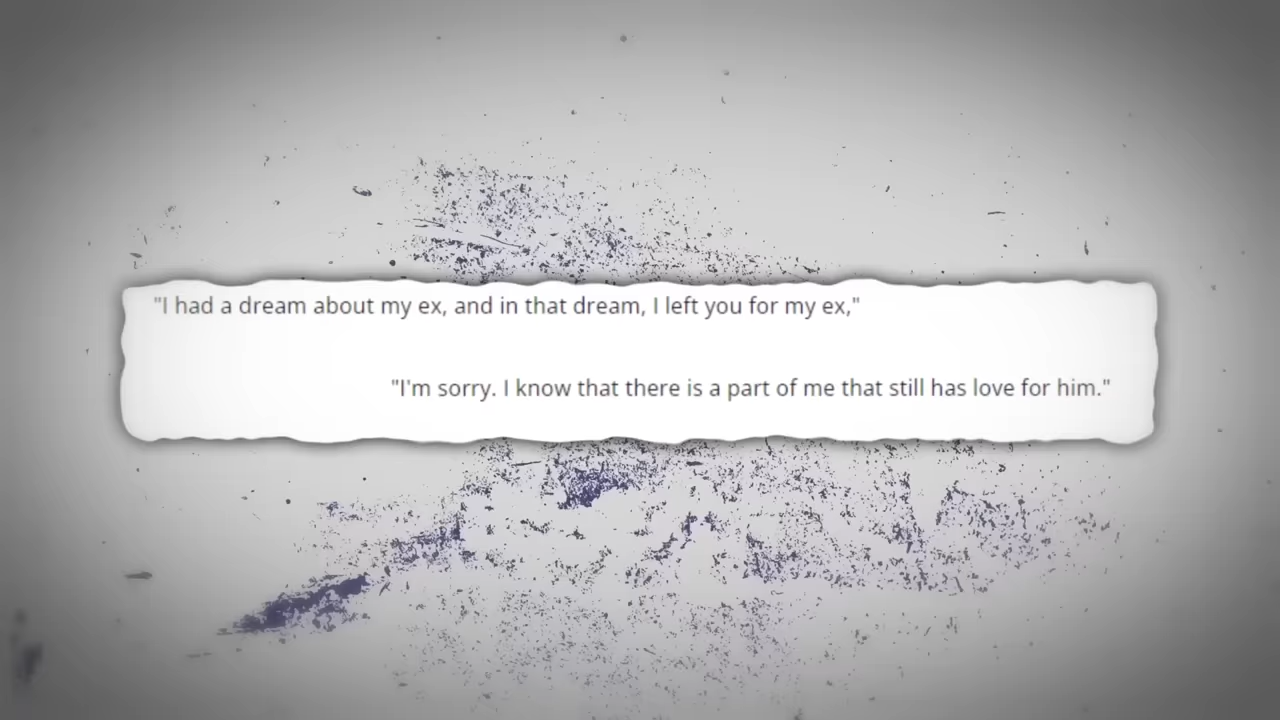 "I had a dream about my ex, and in that dream, I left you for my ex,"
"I'm sorry. I know that there is a part of me that still has love for him."